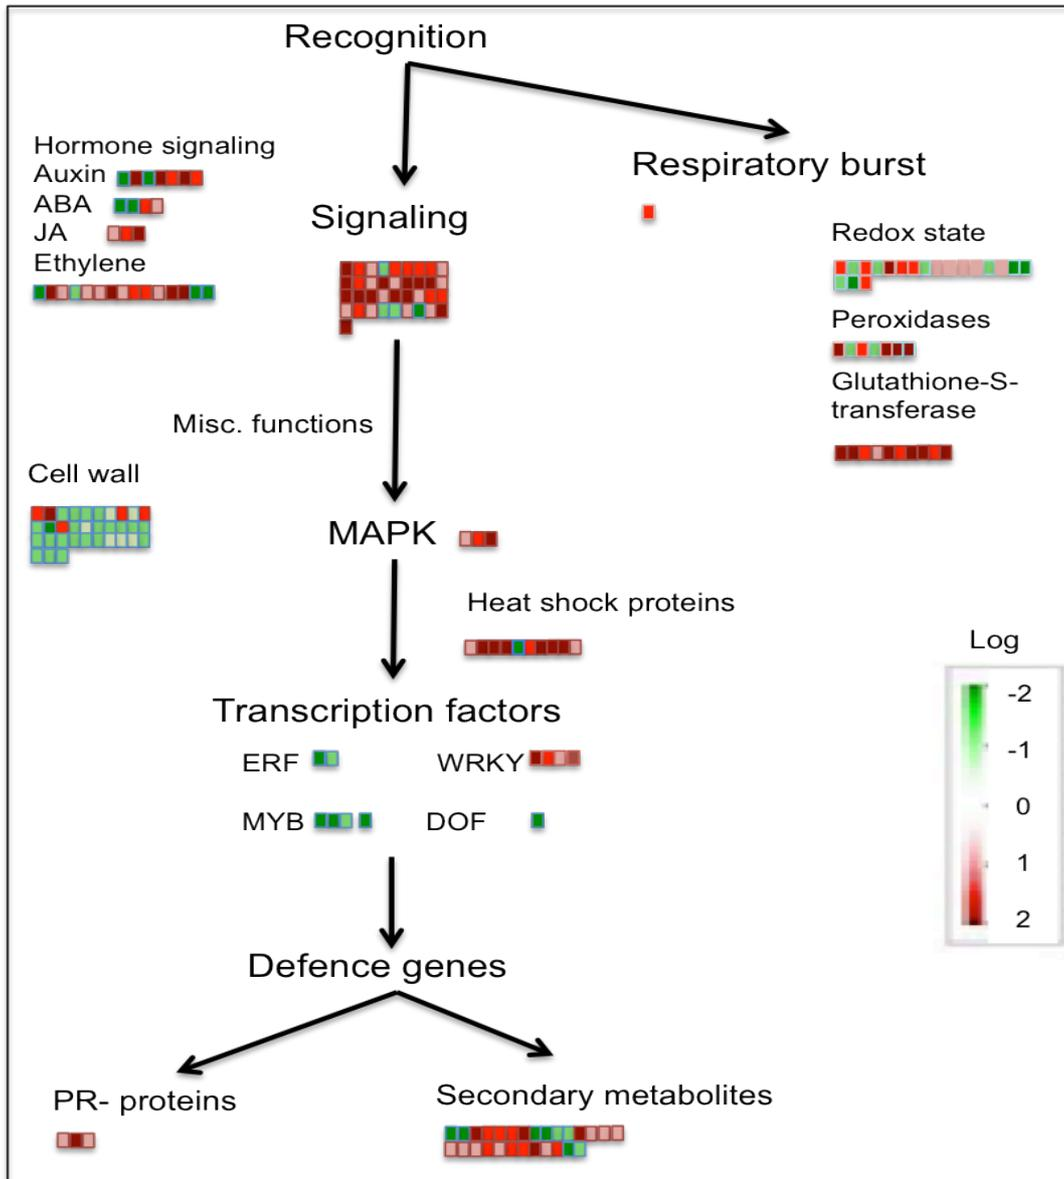 Recognition
Hormone signaling
Auxin
ABA
JA
Ethylene
Signaling
Respiratory burst
Redox state
Peroxidases
Glutathione-S-
transferase
Misc. functions
Cell wall
MAPK
Heat shock proteins
Transcription factors
ERF
WRKY
MYB
DOF
Log
-2
-1
0
1
2
Defence genes
PR- proteins
Secondary metabolites